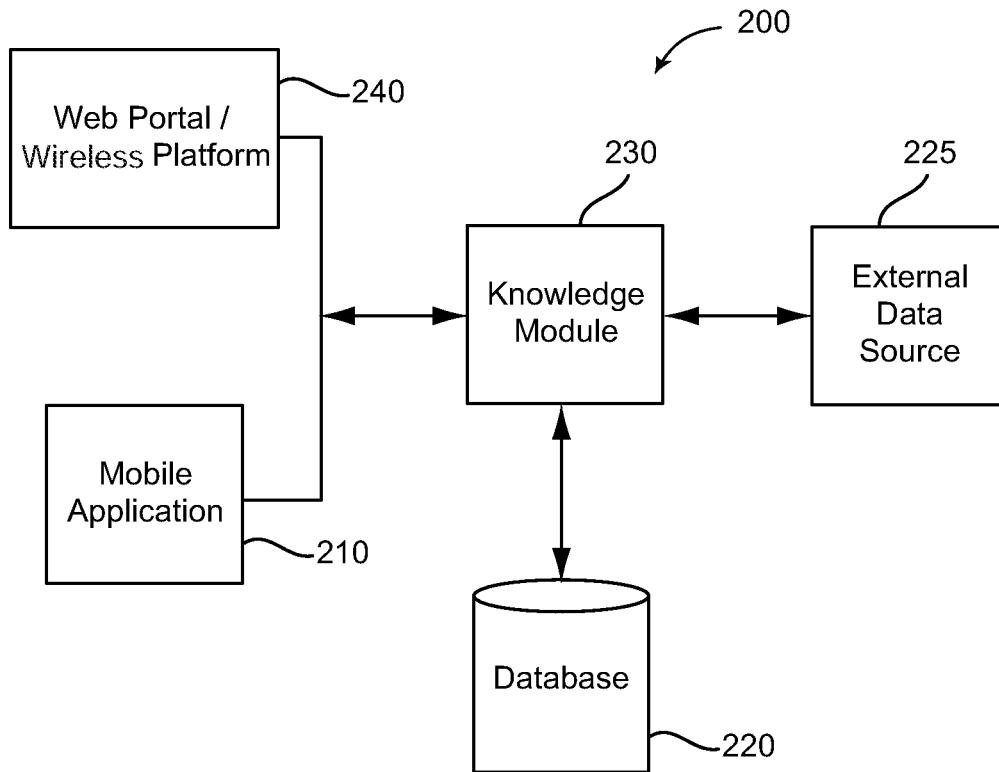 200
240
Web Portal /
Wireless Platform
230
225
Knowledge
Module
External
Data
Source
Mobile
Application
210
Database
220